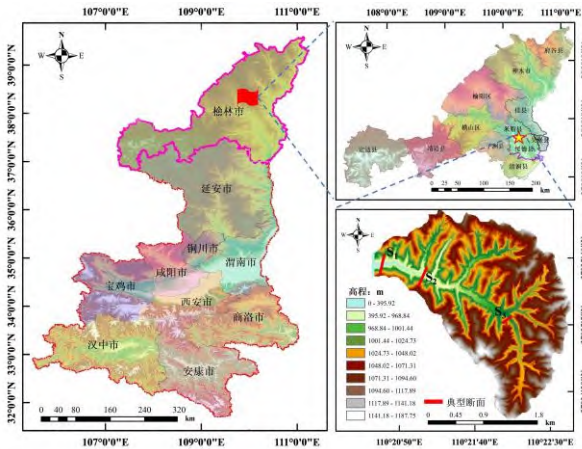 107°0'0"E 109°0'0"E 111°0'0"E
108°0'0"E 109°0'0"E 110°0'0"E 111°0'0"E
39°0'0"N
38°0'0"N
37°0'0"N
36°0'0"N
35°0'0"N
34°0'0"N
33°0'0"N
32°0'0"N
N
W E
S
榆林市
延安市
铜川市
渭南市
咸阳市
宝鸡市
西安市
商洛市
汉中市
安康市
0 40 80 160 240 320
km
107°0'0"E 109°0'0"E 111°0'0"E
N
W E
S
府谷县
神木市
榆阳区
佳县
横山县
米脂县
靖边县
定边县
子洲县
绥德县
清涧县
0 25 50 100 150 200
km
N
W E
S
S1
S2
S3
高程：m
0 - 395.92
395.92 - 968.84
968.84 - 1001.44
1001.44 - 1024.73
1024.73 - 1048.02
1048.02 - 1071.31
1071.31 - 1094.60
1094.60 - 1117.89
1117.89 - 1141.18
1141.18 - 1187.75
典型断面
0 0.45 0.9 1.8
km
110°20'50"E 110°21'40"E 110°22'30"E